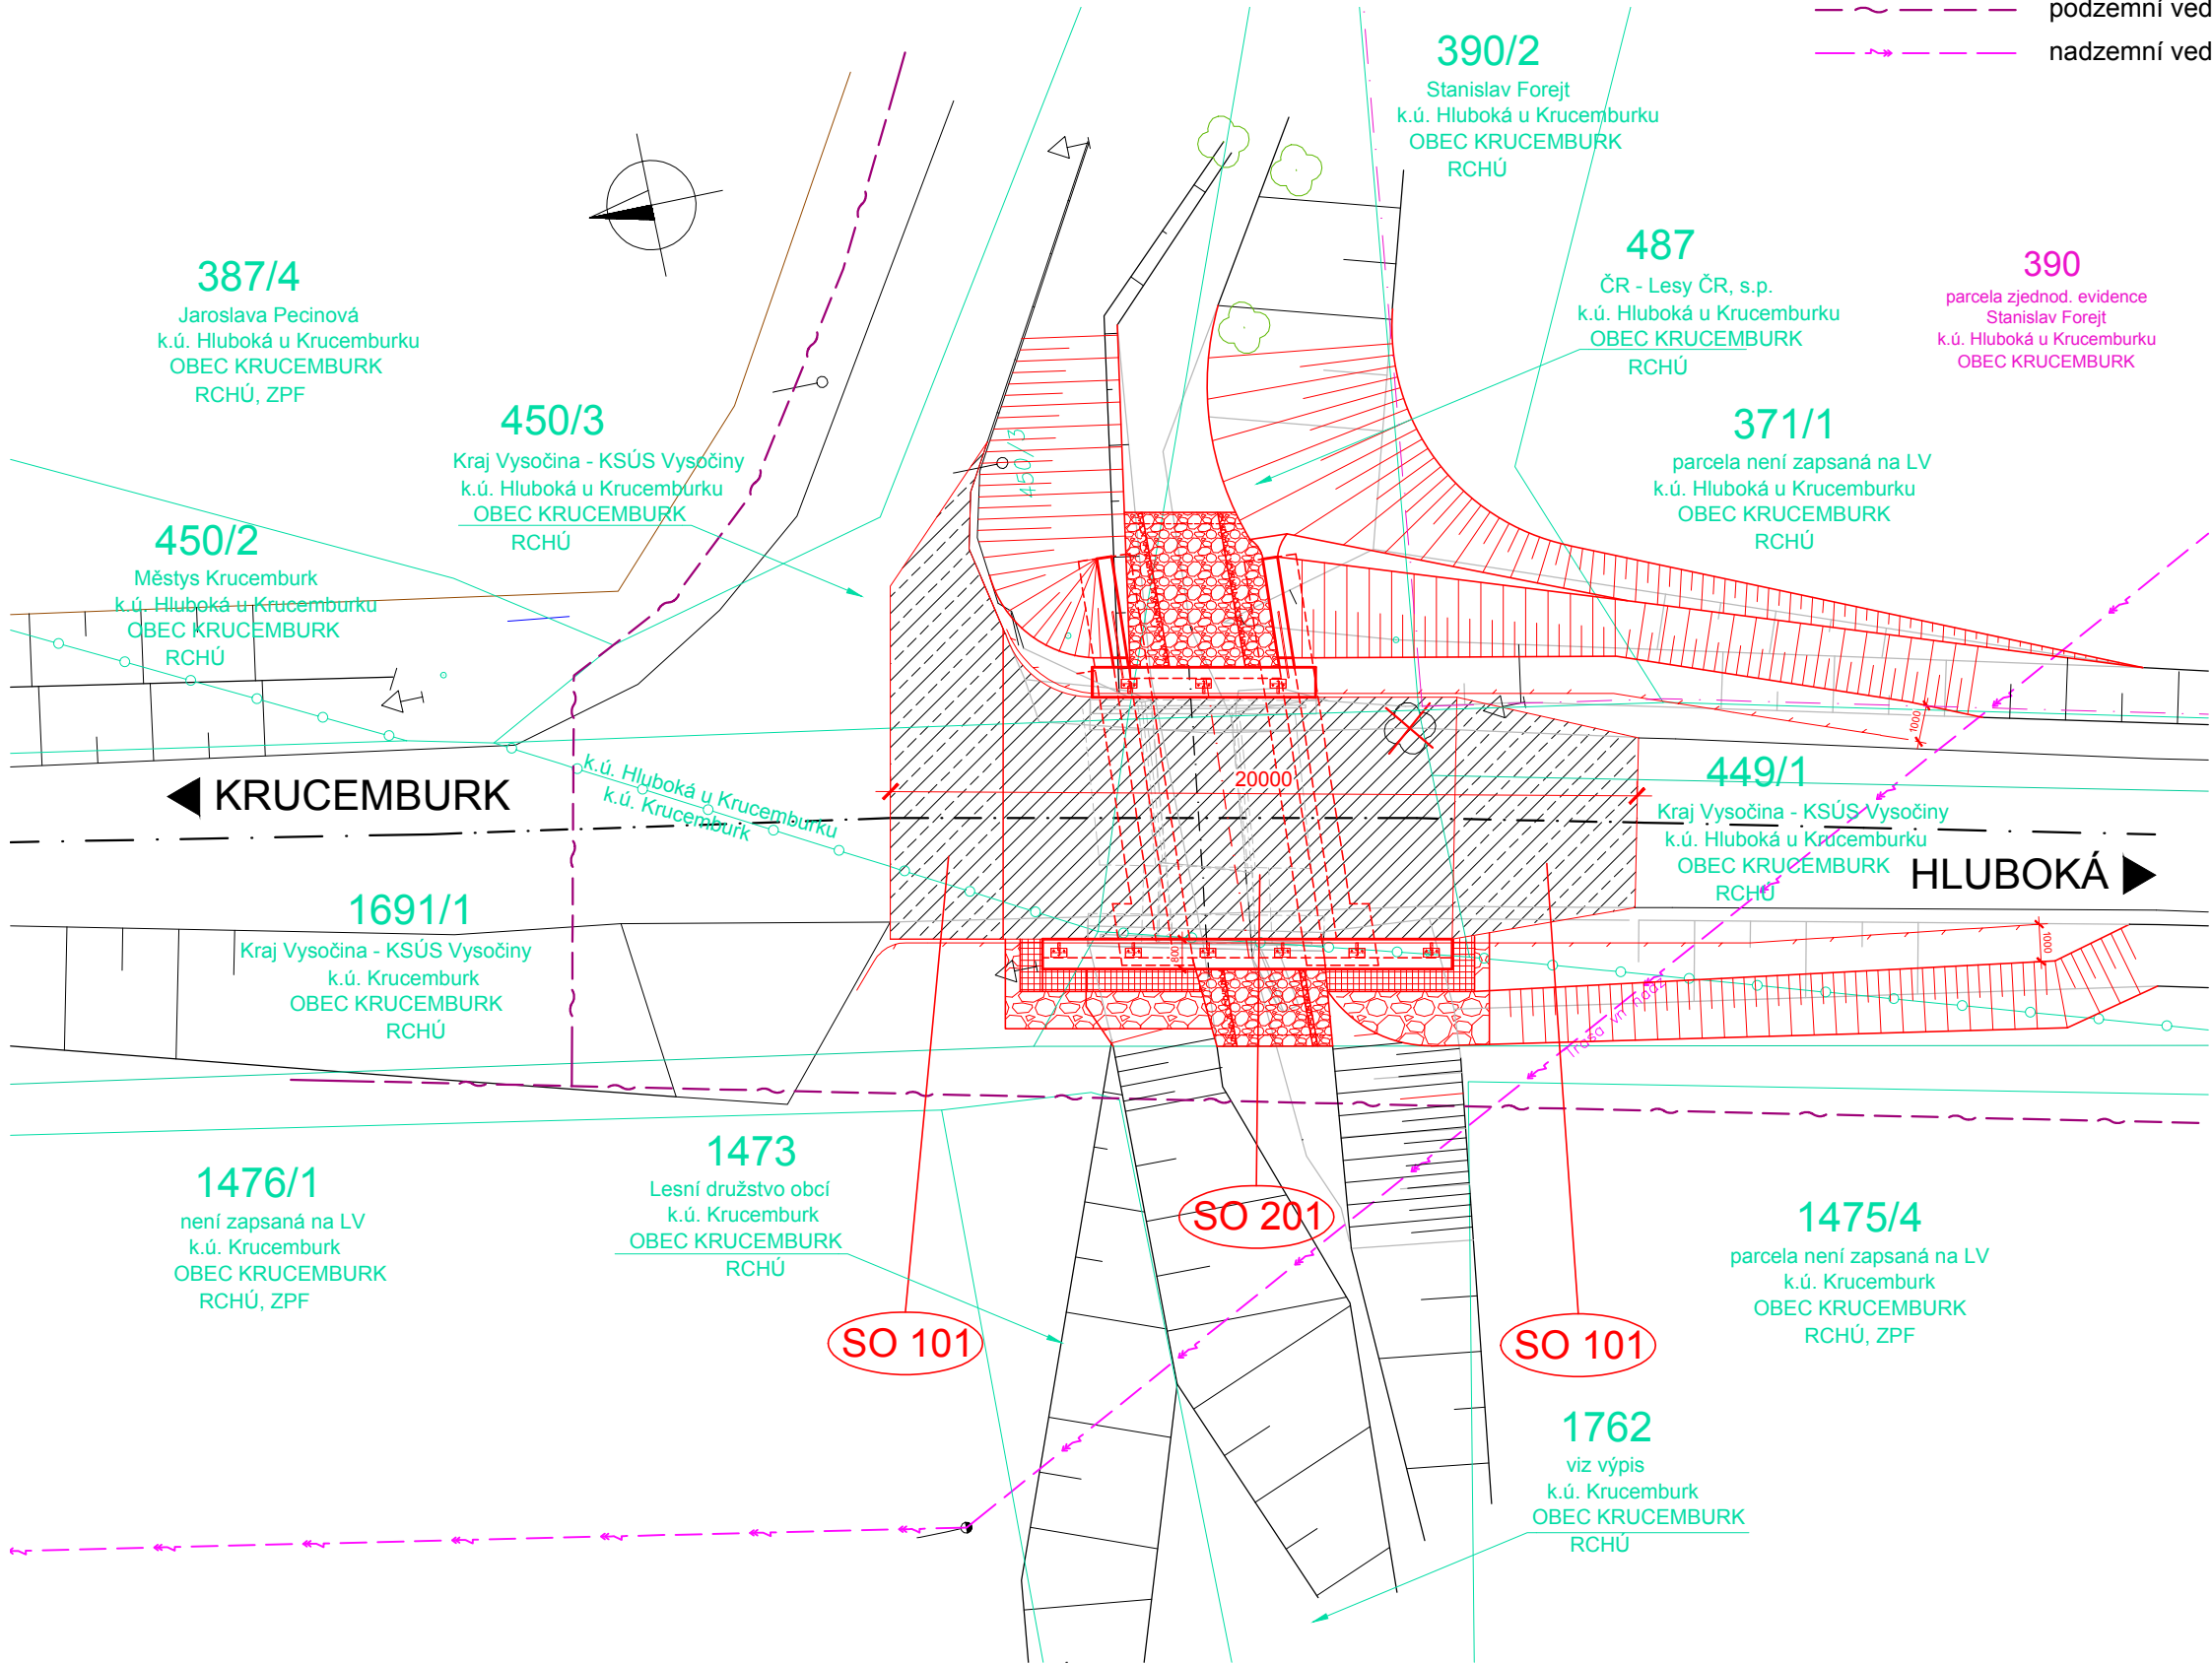 podzemní ved
nadzemní ved
390/2
Stanislav Forejt
k.ú. Hluboká u Krucemburku
OBEC KRUCEMBURK
RCHÚ
387/4
Jaroslava Pecinová
k.ú. Hluboká u Krucemburku
OBEC KRUCEMBURK
RCHÚ, ZPF
487
ČR - Lesy ČR, s.p.
k.ú. Hluboká u Krucemburku
OBEC KRUCEMBURK
RCHÚ
390
parcela zjednod. evidence
Stanislav Forejt
k.ú. Hluboká u Krucemburku
OBEC KRUCEMBURK
450/3
Kraj Vysočina - KSÚS Vysočiny
k.ú. Hluboká u Krucemburku
OBEC KRUCEMBURK
RCHÚ
450/3
371/1
parcela není zapsaná na LV
k.ú. Hluboká u Krucemburku
OBEC KRUCEMBURK
RCHÚ
450/2
Městys Krucemburk
k.ú. Hluboká u Krucemburku
OBEC KRUCEMBURK
RCHÚ
1000
KRUCEMBURK
k.ú. Hluboká u Krucemburku
k.ú. Krucemburk
20000
449/1
Kraj Vysočina - KSÚS Vysočiny
k.ú. Hluboká u Krucemburku
OBEC KRUCEMBURK
RCHÚ
HLUBOKÁ
1691/1
Kraj Vysočina - KSÚS Vysočiny
k.ú. Krucemburk
OBEC KRUCEMBURK
RCHÚ
800
1000
Trasa vn nadz
1476/1
není zapsaná na LV
k.ú. Krucemburk
OBEC KRUCEMBURK
RCHÚ, ZPF
1473
Lesní družstvo obcí
k.ú. Krucemburk
OBEC KRUCEMBURK
RCHÚ
SO 201
1475/4
parcela není zapsaná na LV
k.ú. Krucemburk
OBEC KRUCEMBURK
RCHÚ, ZPF
SO 101
SO 101
1762
viz výpis
k.ú. Krucemburk
OBEC KRUCEMBURK
RCHÚ